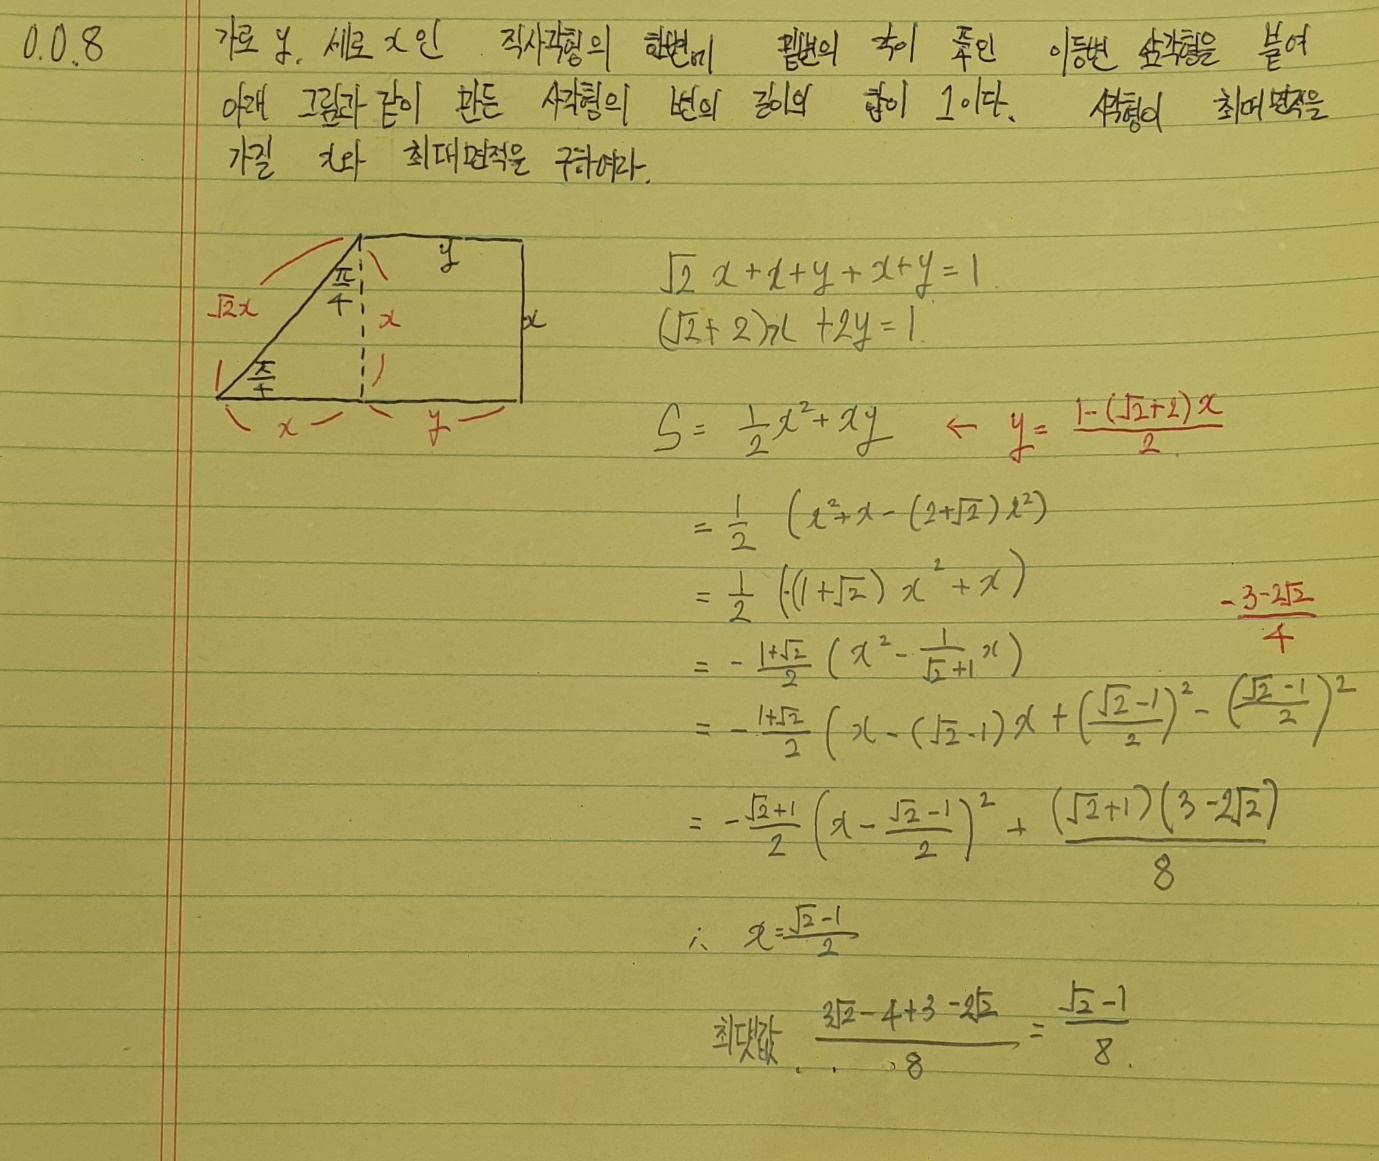 0.0.8 가로 y, 세로 x인 직사각형의 한변에 밑변의 각이 π/4인 이등변 삼각형을 붙여
아래 그림과 같이 만든 사각형의 변의 길이의 합이 1이다. 사각형이 최대면적을
가질 x와 최대면적을 구하여라.
y
π/4
√2x
x
x
π/4
x
y
√2 x+x+y+x+y=1.
(√2+2)x +2y=1.
S= 1/2 x²+xy ← y= (1-(√2+2)x)/2.
= 1/2 (x²+x-(2+√2)x²)
= 1/2 (-(1+√2)x²+x)
(-3-2√2)/4
= - (1+√2)/2 (x² - 1/(√2+1) x)
= - (1+√2)/2 (x-(√2-1)x+((√2-1)/2)²-((√2-1)/2)²
= - (√2+1)/2 (x-(√2-1)/2)² + (√2+1)(3-2√2)/8
∴ x=(√2-1)/2
최댓값 (3√2-4+3-2√2)/8 = (√2-1)/8.